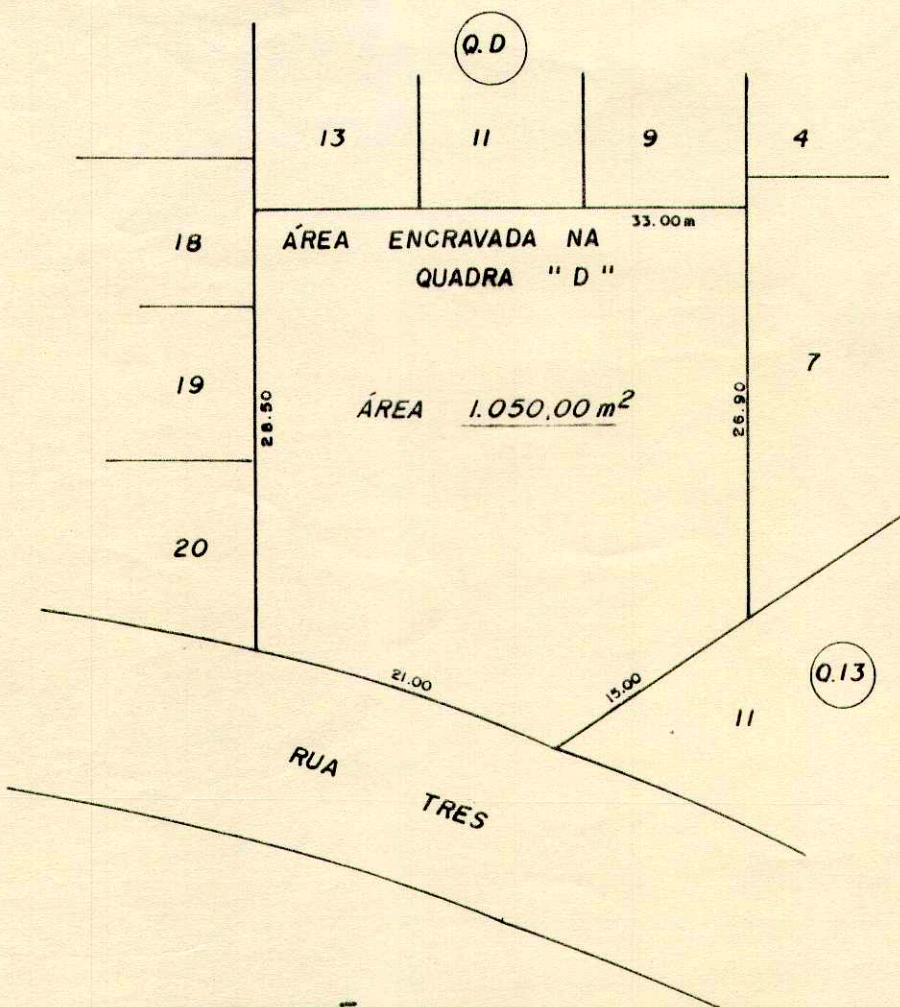 Q.D
13
11
9
4
33.00m
18
ÁREA ENCRAVADA NA
QUADRA " D "
7
19
28.50
ÁREA 1.050,00 m²
26.90
20
21.00
15.00
Q.13
11
RUA
TRES